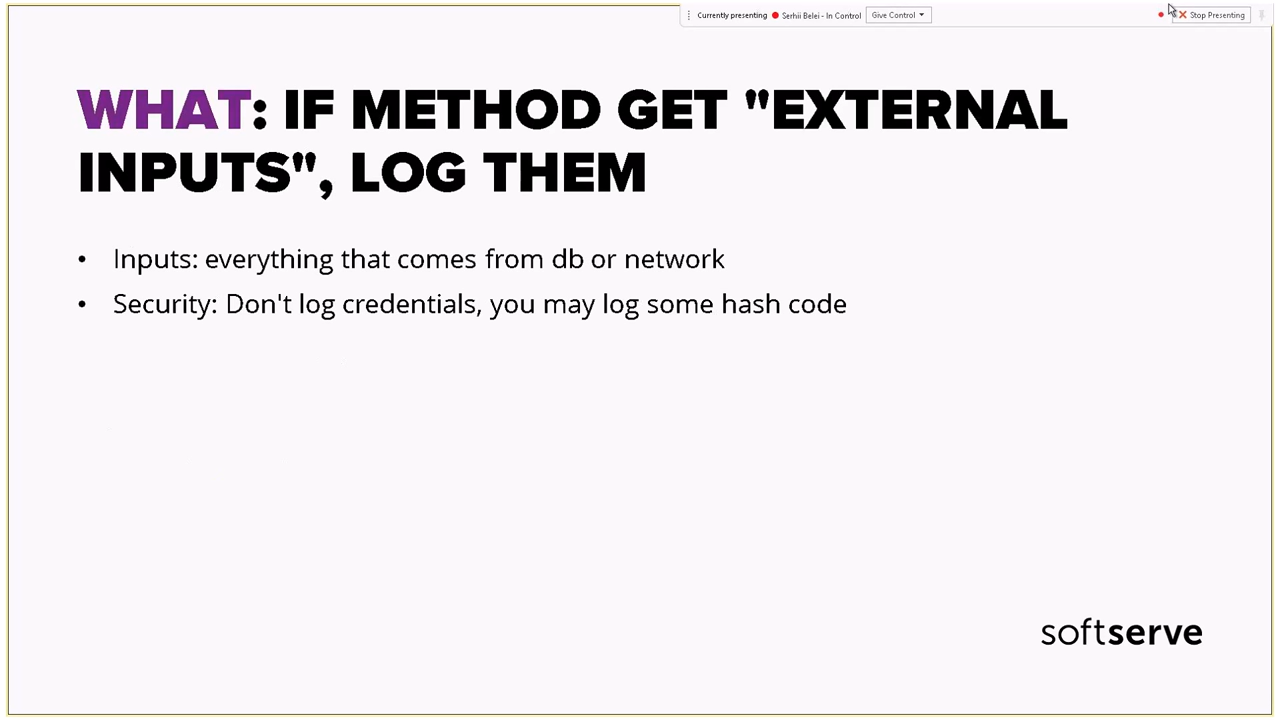 Currently presenting Serhii Belei - In Control Give Control Stop Presenting
WHAT: IF METHOD GET "EXTERNAL
INPUTS", LOG THEM
• Inputs: everything that comes from db or network
• Security: Don't log credentials, you may log some hash code
softserve